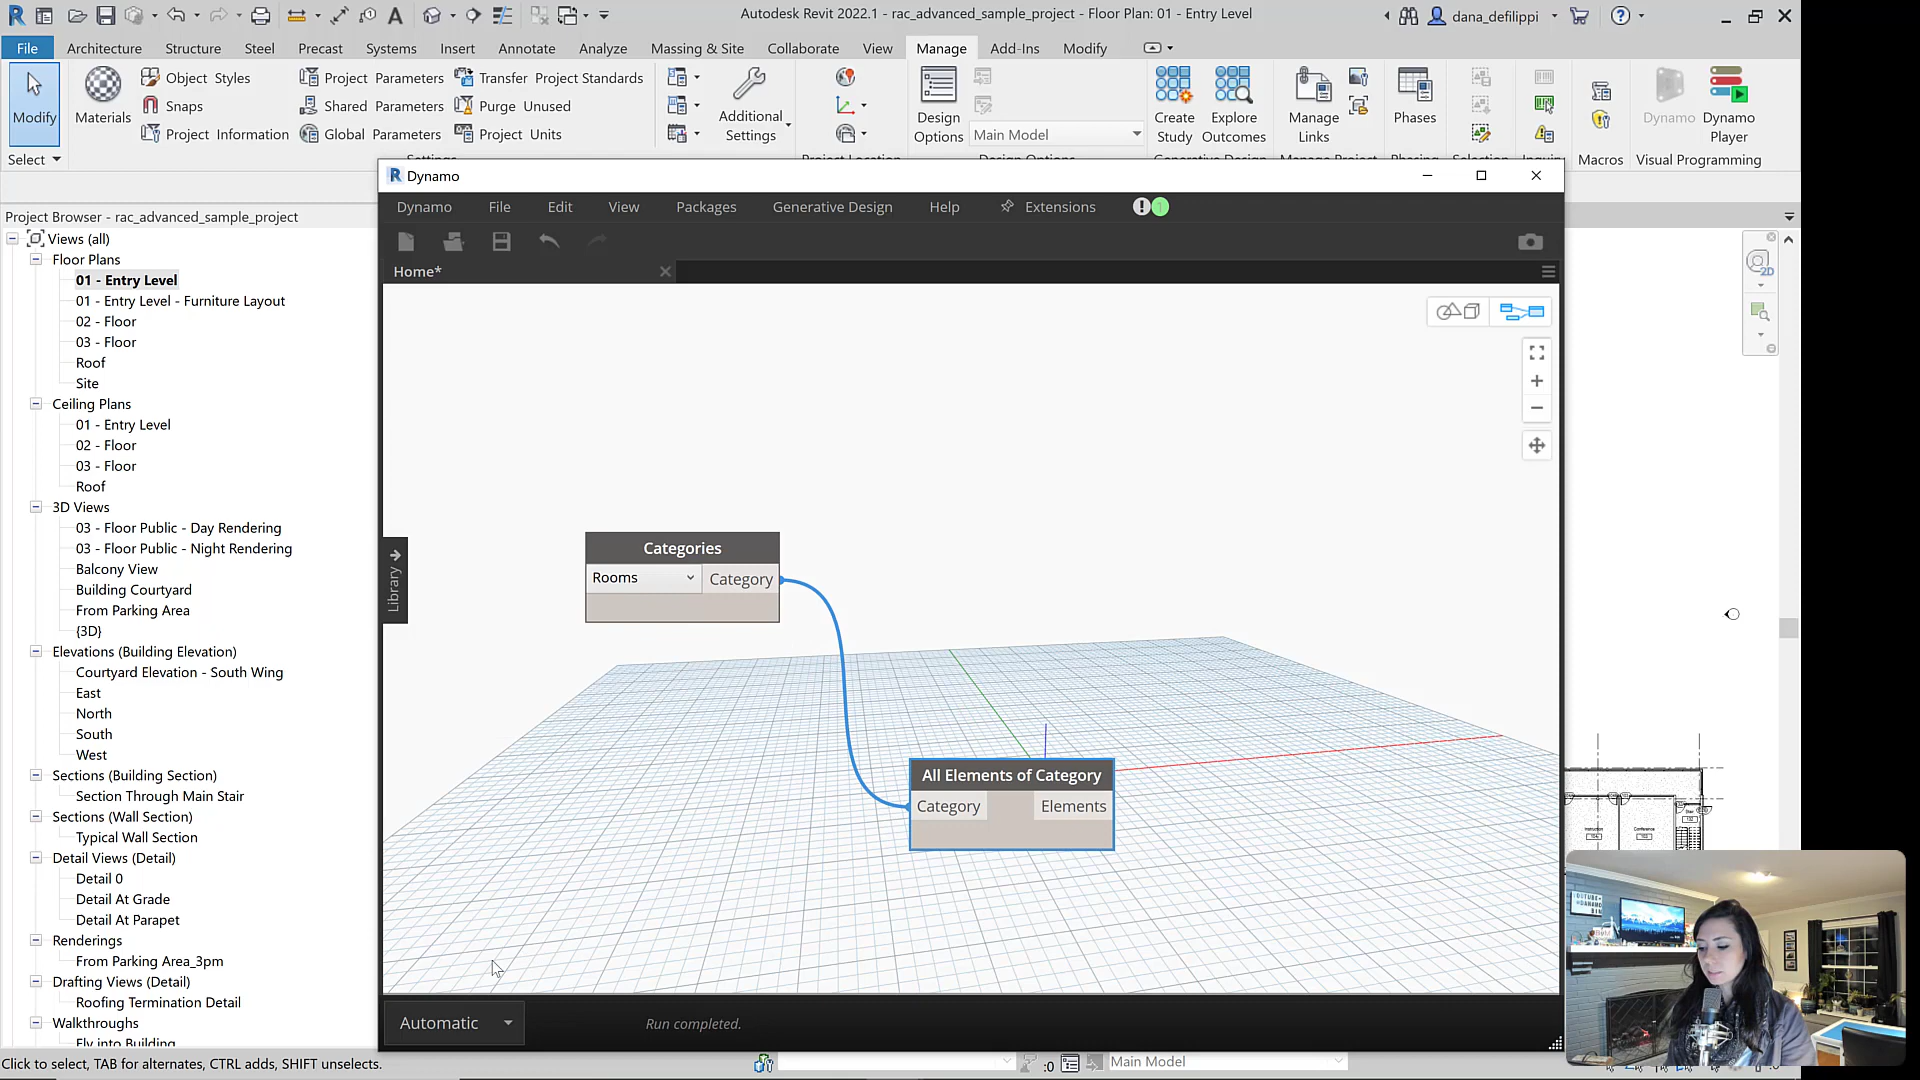 Autodesk Revit 2022.1 - rac_advanced_sample_project - Floor Plan: 01 - Entry Level
dana_defilippi
File Architecture Structure Steel Precast Systems Insert Annotate Analyze Massing & Site Collaborate View Manage Add-Ins Modify
Modify
Select
Materials
Object Styles
Snaps
Project Information
Project Parameters
Shared Parameters
Global Parameters
Transfer Project Standards
Purge Unused
Project Units
Additional
Settings
Design
Options
Main Model
Create
Study
Explore
Outcomes
Manage
Links
Phases
Macros
Dynamo
Dynamo
Player
Visual Programming
Project Browser - rac_advanced_sample_project
Views (all)
Floor Plans
01 - Entry Level
01 - Entry Level - Furniture Layout
02 - Floor
03 - Floor
Roof
Site
Ceiling Plans
01 - Entry Level
02 - Floor
03 - Floor
Roof
3D Views
03 - Floor Public - Day Rendering
03 - Floor Public - Night Rendering
Balcony View
Building Courtyard
From Parking Area
{3D}
Elevations (Building Elevation)
Courtyard Elevation - South Wing
East
North
South
West
Sections (Building Section)
Section Through Main Stair
Sections (Wall Section)
Typical Wall Section
Detail Views (Detail)
Detail 0
Detail At Grade
Detail At Parapet
Renderings
From Parking Area_3pm
Drafting Views (Detail)
Roofing Termination Detail
Walkthroughs
Fly into Building
Dynamo
Dynamo File Edit View Packages Generative Design Help Extensions
Home*
Library
Categories
Rooms Category
All Elements of Category
Category Elements
Automatic Run completed.
Click to select, TAB for alternates, CTRL adds, SHIFT unselects.
:0 Main Model